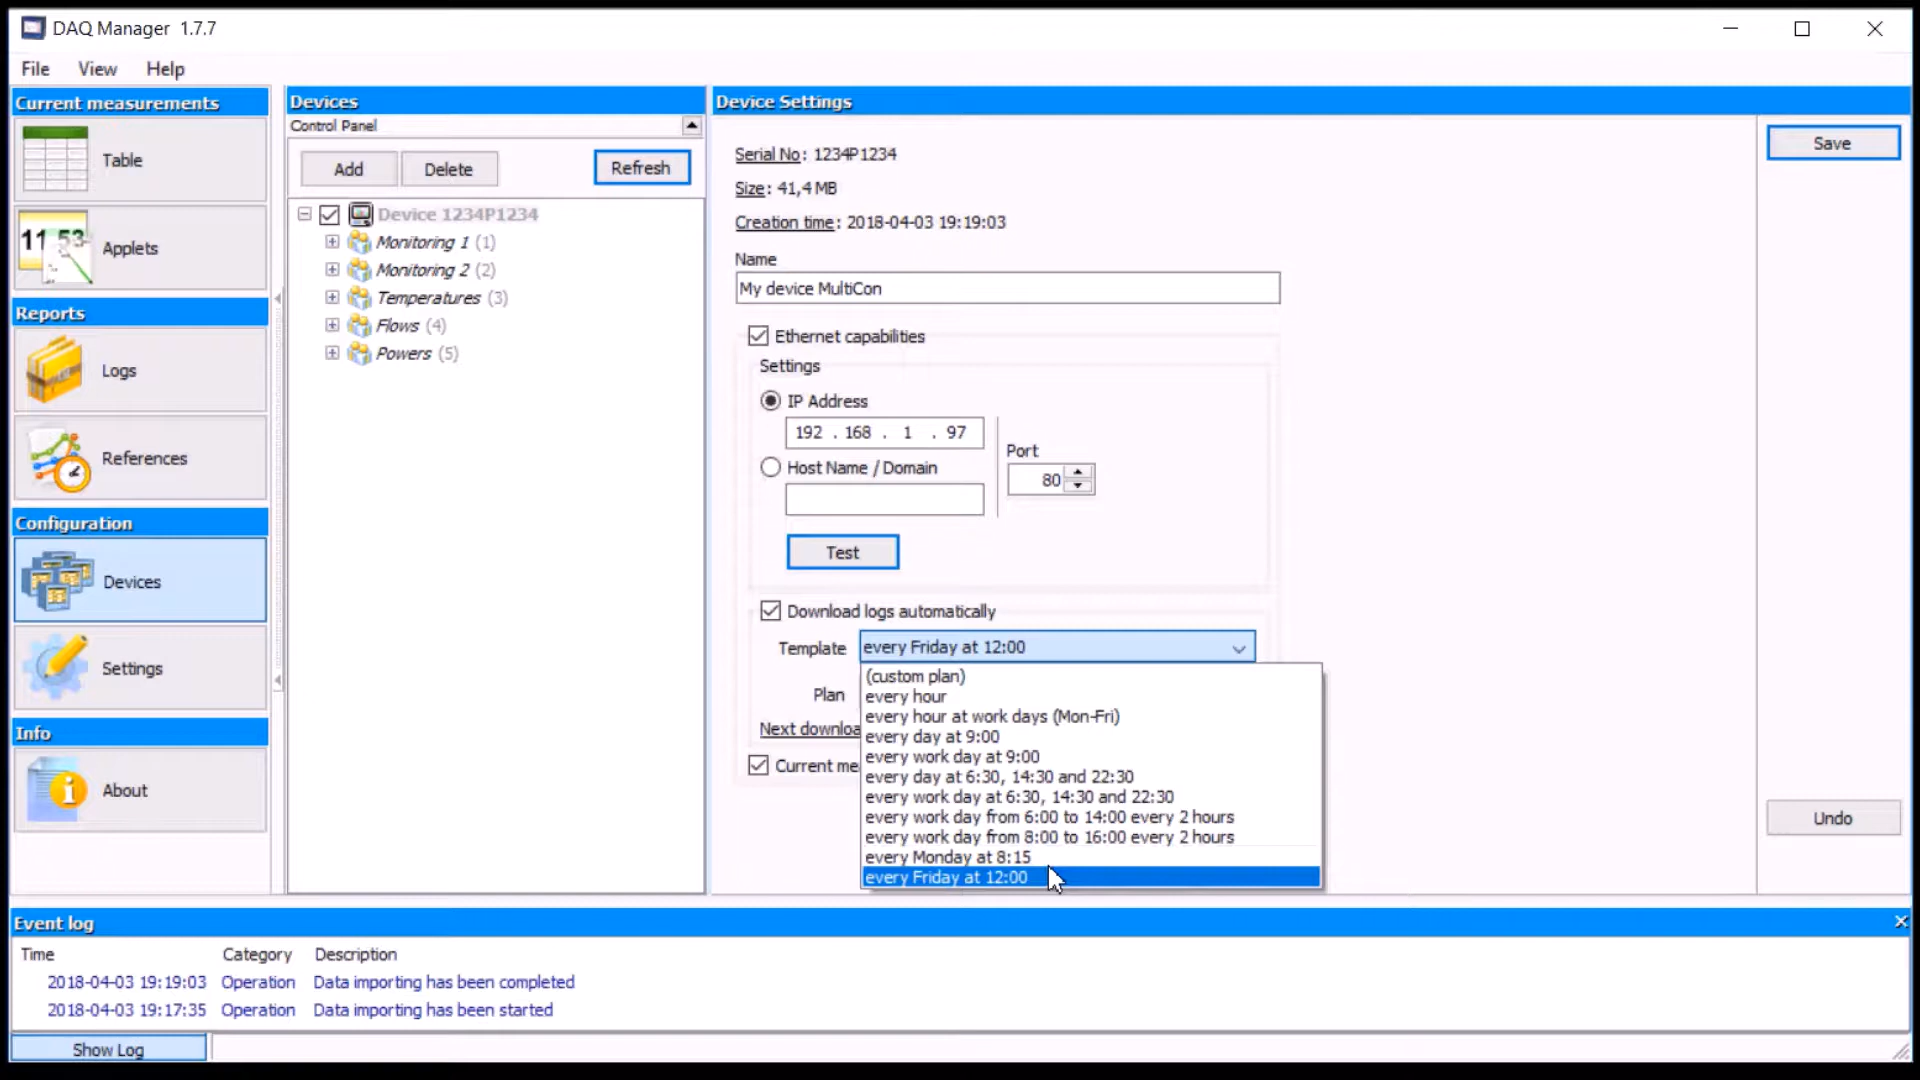 DAQ Manager 1.7.7
File View Help
Current measurements
Table
11 53
Applets
Reports
Logs
References
Configuration
Devices
Settings
Info
About
Devices
Control Panel
Add Delete Refresh
Device 1234P1234
Monitoring 1 (1)
Monitoring 2 (2)
Temperatures (3)
Flows (4)
Powers (5)
Device Settings
Serial No: 1234P1234
Size: 41,4 MB
Creation time: 2018-04-03 19:19:03
Name
My device MultiCon
Ethernet capabilities
Settings
IP Address
192 . 168 . 1 . 97
Host Name / Domain
Port
80
Test
Download logs automatically
Template every Friday at 12:00
(custom plan)
every hour
every hour at work days (Mon-Fri)
every day at 9:00
every work day at 9:00
every day at 6:30, 14:30 and 22:30
every work day at 6:30, 14:30 and 22:30
every work day from 6:00 to 14:00 every 2 hours
every work day from 8:00 to 16:00 every 2 hours
every Monday at 8:15
every Friday at 12:00
Plan
Next downloa
Current me
Save
Undo
Event log
Time Category Description
2018-04-03 19:19:03 Operation Data importing has been completed
2018-04-03 19:17:35 Operation Data importing has been started
Show Log